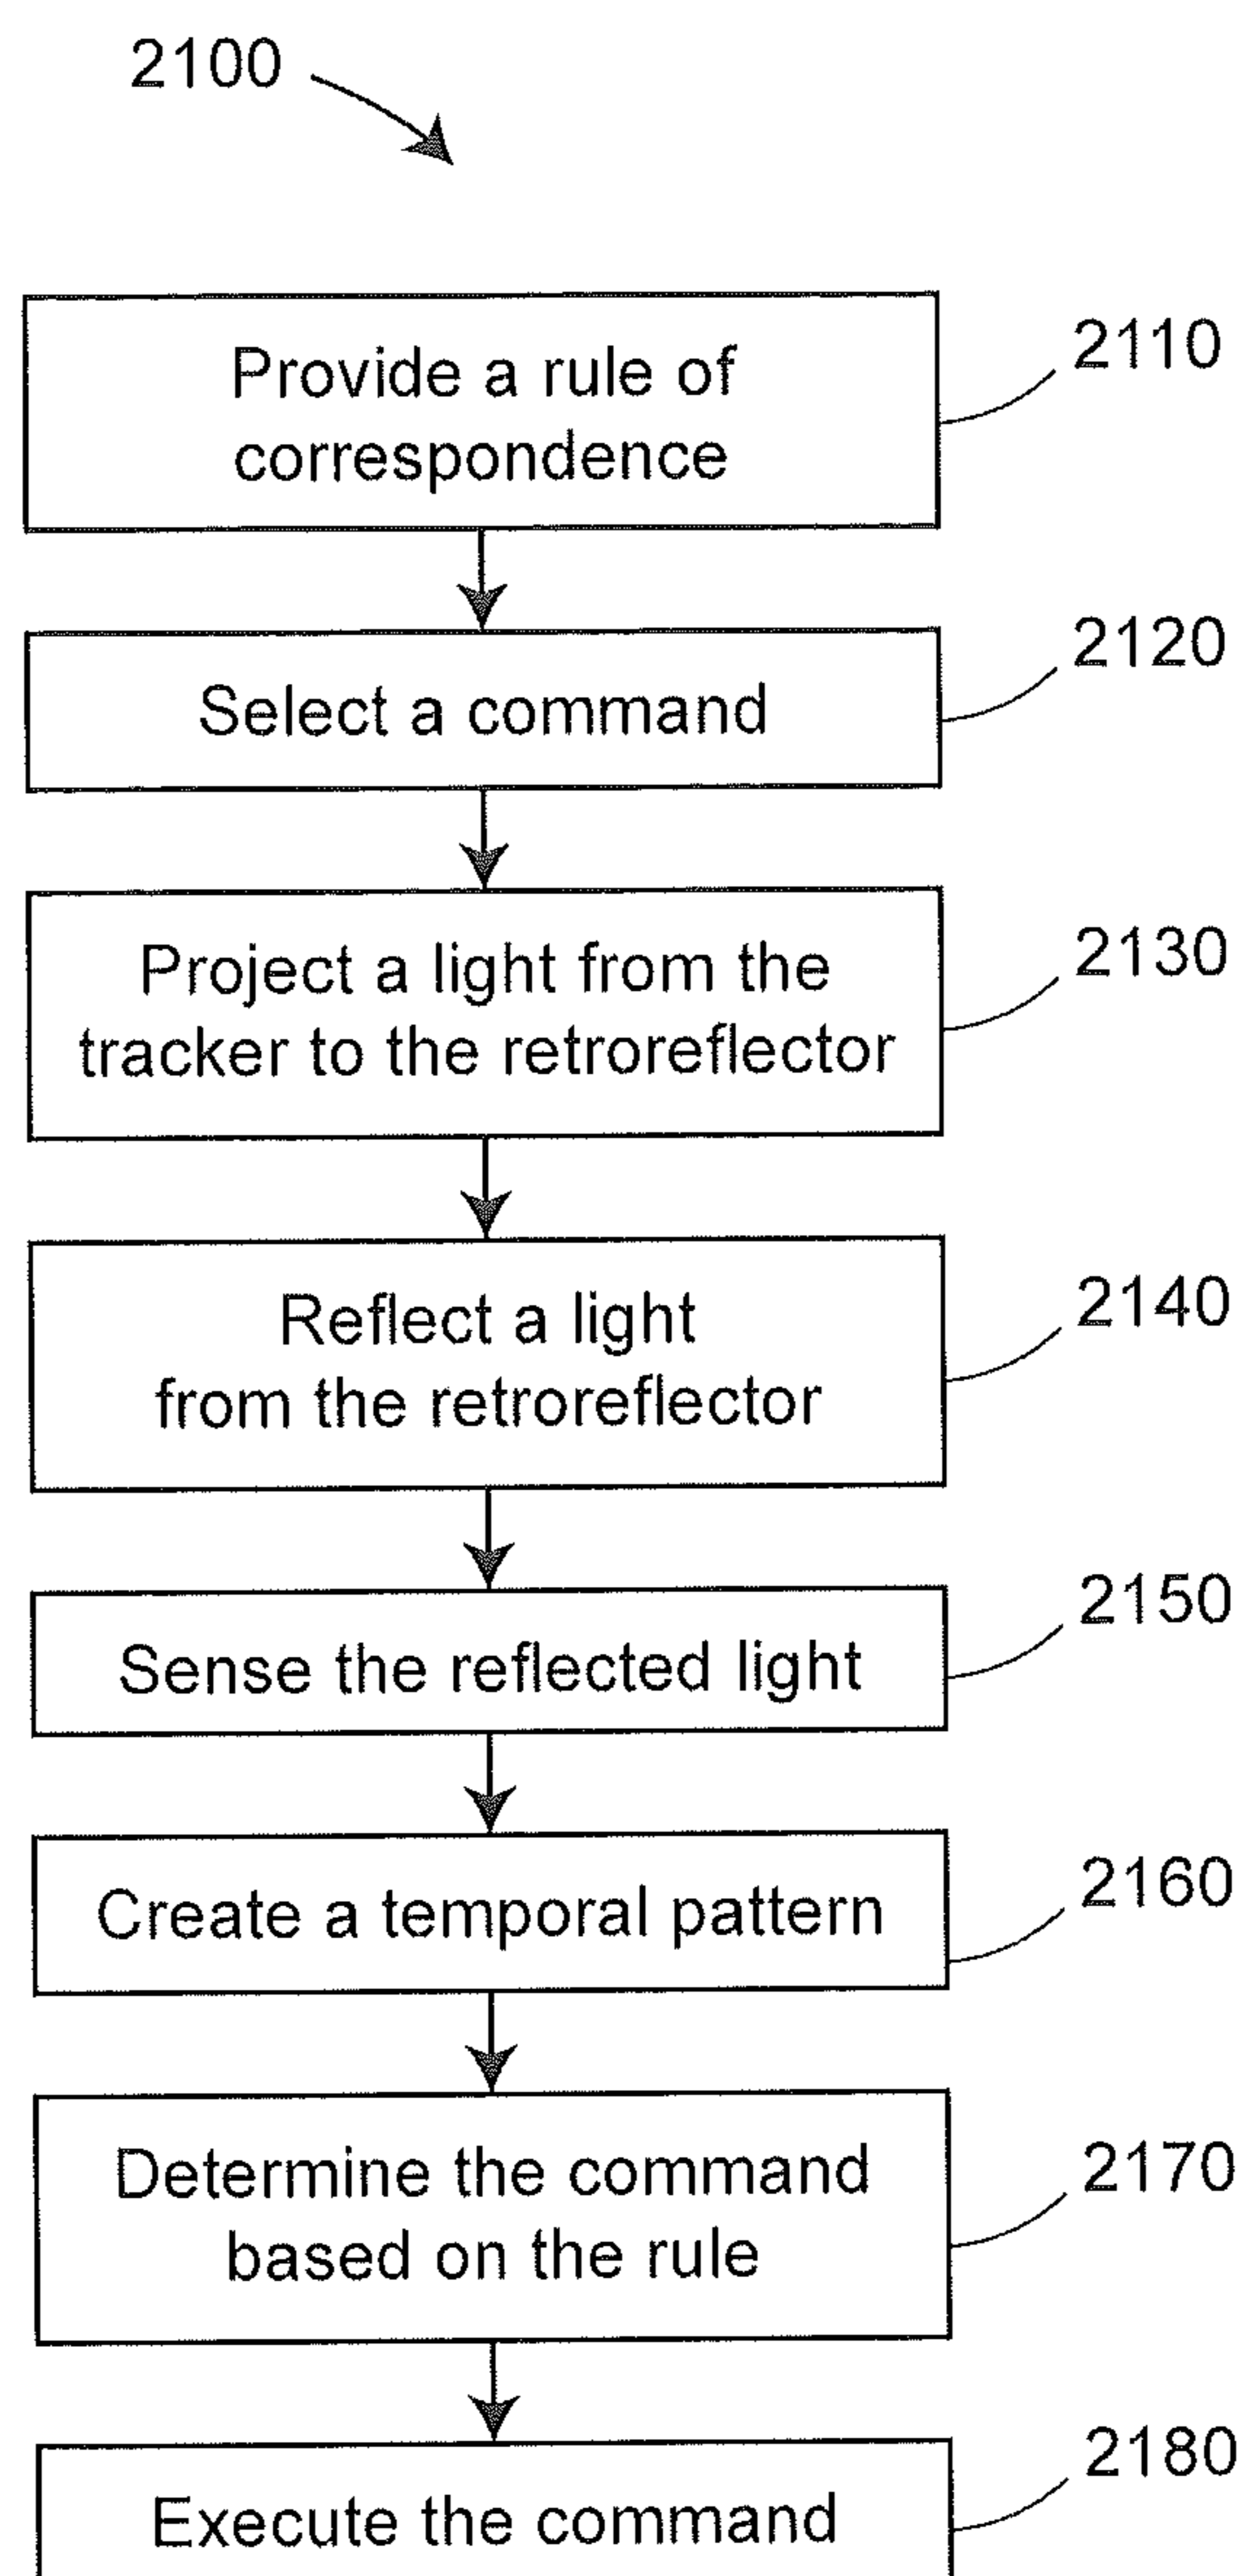 2100
Provide a rule of
correspondence
2110
Select a command
2120
Project a light from the
tracker to the retroreflector
2130
Reflect a light
from the retroreflector
2140
Sense the reflected light
2150
Create a temporal pattern
2160
Determine the command
based on the rule
2170
Execute the command
2180